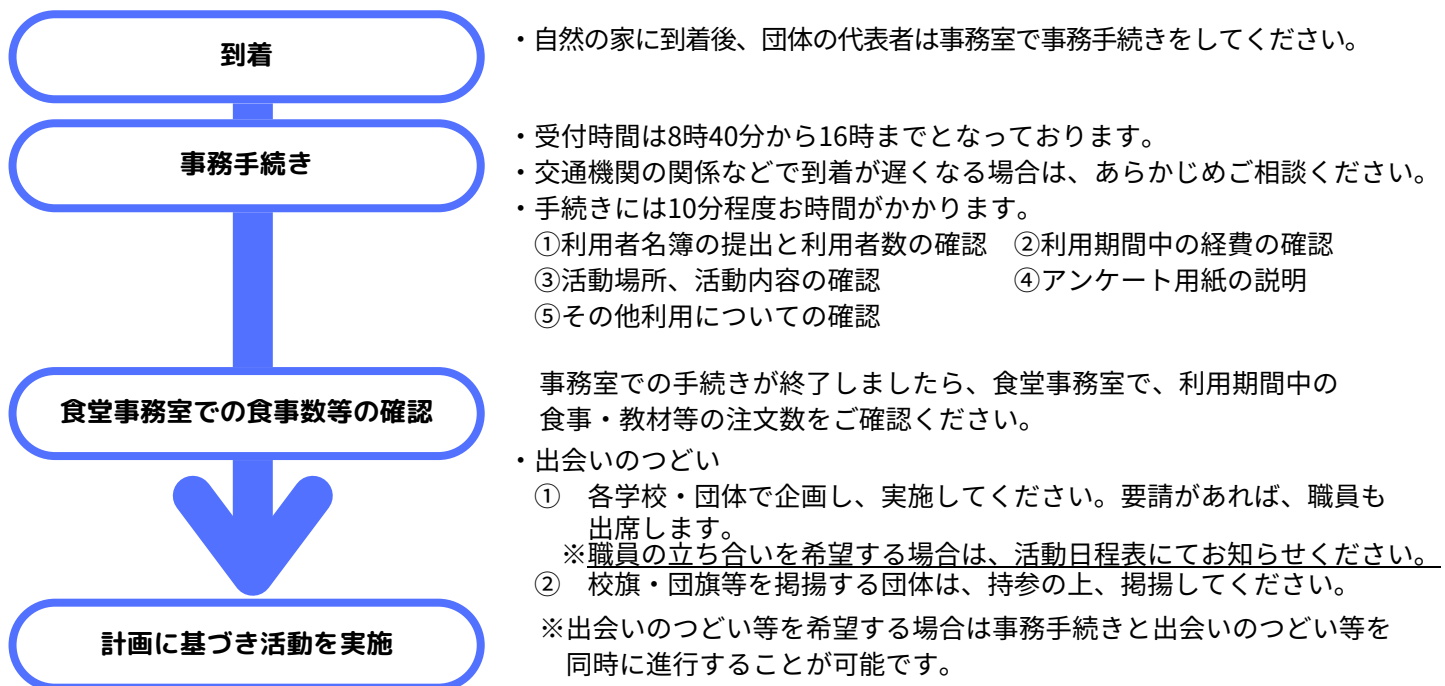 到着
・自然の家に到着後、団体の代表者は事務室で事務手続きをしてください。
事務手続き
・受付時間は8時40分から16時までとなっております。
・交通機関の関係などで到着が遅くなる場合は、あらかじめご相談ください。
・手続きには10分程度お時間がかかります。
①利用者名簿の提出と利用者数の確認　②利用期間中の経費の確認
③活動場所、活動内容の確認　　　　　④アンケート用紙の説明
⑤その他利用についての確認
食堂事務室での食事数等の確認
事務室での手続きが終了しましたら、食堂事務室で、利用期間中の
食事・教材等の注文数をご確認ください。
・出会いのつどい
①　各学校・団体で企画し、実施してください。要請があれば、職員も
出席します。
※職員の立ち合いを希望する場合は、活動日程表にてお知らせください。
②　校旗・団旗等を掲揚する団体は、持参の上、掲揚してください。
計画に基づき活動を実施
※出会いのつどい等を希望する場合は事務手続きと出会いのつどい等を
同時に進行することが可能です。